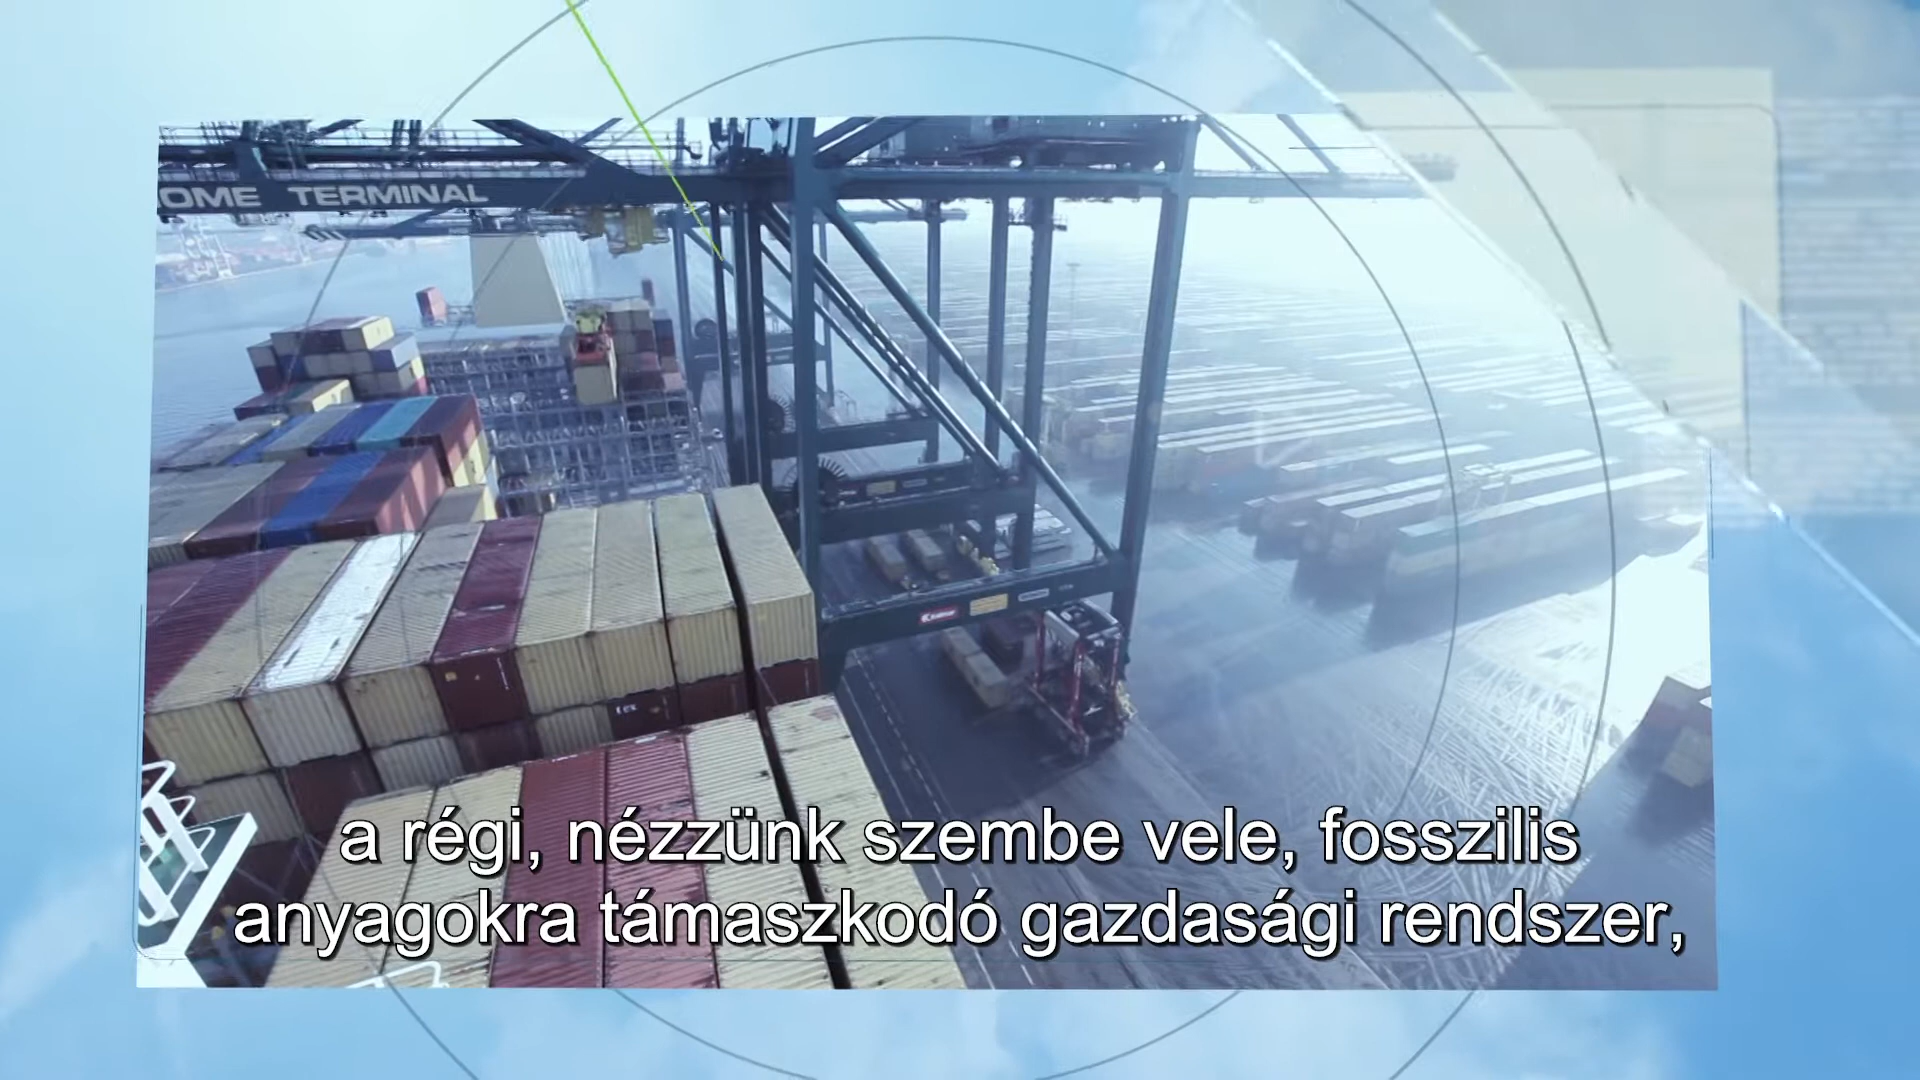 OME TERMINAL
a régi, nézzünk szembe vele, fosszilis
anyagokra támaszkodó gazdasági rendszer,